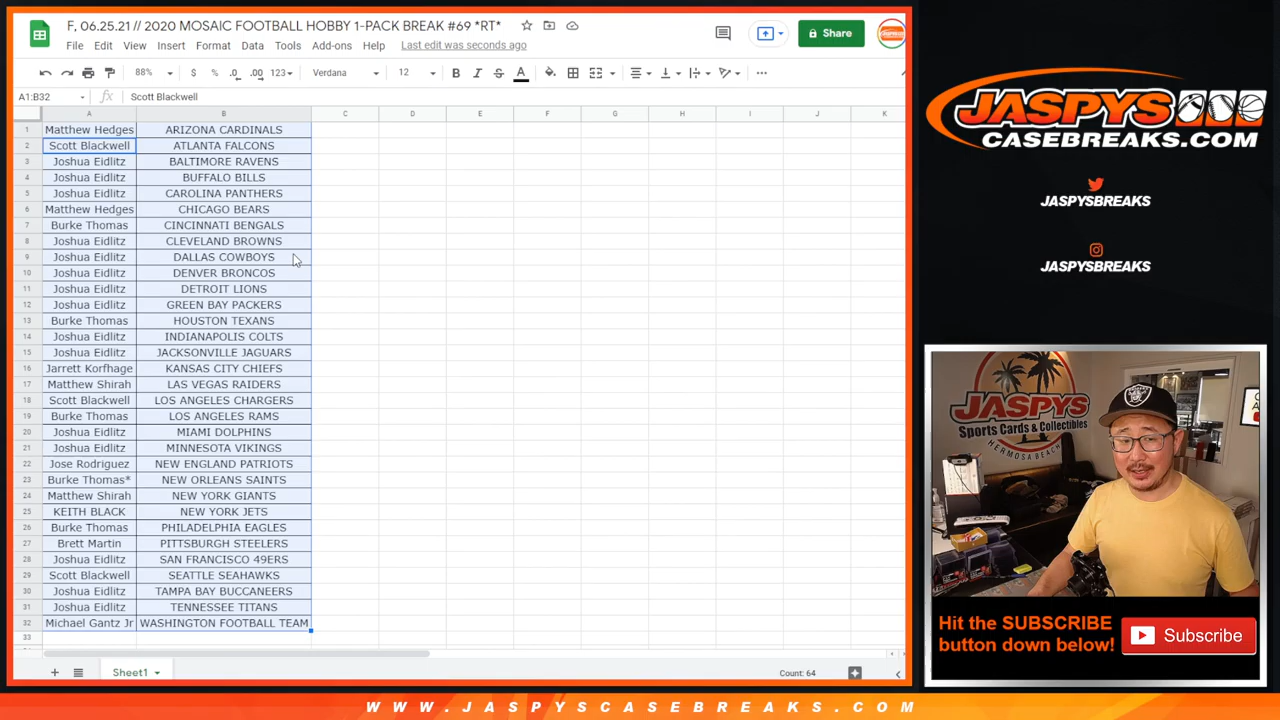 F, 06.25.21 // 2020 MOSAIC FOOTBALL HOBBY 1-PACK BREAK #69 *RT*
File Edit View Insert Format Data Tools Add-ons Help Last edit was seconds ago
Share
88% $ % .0 .00 123 Verdana 12 B I S A
A1:B32 fx Scott Blackwell
A B C D E F G H I J K
1 Matthew Hedges ARIZONA CARDINALS
2 Scott Blackwell ATLANTA FALCONS
3 Joshua Eidlitz BALTIMORE RAVENS
4 Joshua Eidlitz BUFFALO BILLS
5 Joshua Eidlitz CAROLINA PANTHERS
6 Matthew Hedges CHICAGO BEARS
7 Burke Thomas CINCINNATI BENGALS
8 Joshua Eidlitz CLEVELAND BROWNS
9 Joshua Eidlitz DALLAS COWBOYS
10 Joshua Eidlitz DENVER BRONCOS
11 Joshua Eidlitz DETROIT LIONS
12 Joshua Eidlitz GREEN BAY PACKERS
13 Burke Thomas HOUSTON TEXANS
14 Joshua Eidlitz INDIANAPOLIS COLTS
15 Joshua Eidlitz JACKSONVILLE JAGUARS
16 Jarrett Korfhage KANSAS CITY CHIEFS
17 Matthew Shirah LAS VEGAS RAIDERS
18 Scott Blackwell LOS ANGELES CHARGERS
19 Burke Thomas LOS ANGELES RAMS
20 Joshua Eidlitz MIAMI DOLPHINS
21 Joshua Eidlitz MINNESOTA VIKINGS
22 Jose Rodriguez NEW ENGLAND PATRIOTS
23 Burke Thomas* NEW ORLEANS SAINTS
24 Matthew Shirah NEW YORK GIANTS
25 KEITH BLACK NEW YORK JETS
26 Burke Thomas PHILADELPHIA EAGLES
27 Brett Martin PITTSBURGH STEELERS
28 Joshua Eidlitz SAN FRANCISCO 49ERS
29 Scott Blackwell SEATTLE SEAHAWKS
30 Joshua Eidlitz TAMPA BAY BUCCANEERS
31 Joshua Eidlitz TENNESSEE TITANS
32 Michael Gantz Jr WASHINGTON FOOTBALL TEAM
33
Sheet1 Count: 64
JASPYS
CASEBREAKS.COM
JASPYSBREAKS
JASPYSBREAKS
JASPYS
Sports Cards & Collectibles
HERMOSA BEACH
RAIDERS
Hit the SUBSCRIBE
button down below!
Subscribe
WWW.JASPYSCASEBREAKS.COM